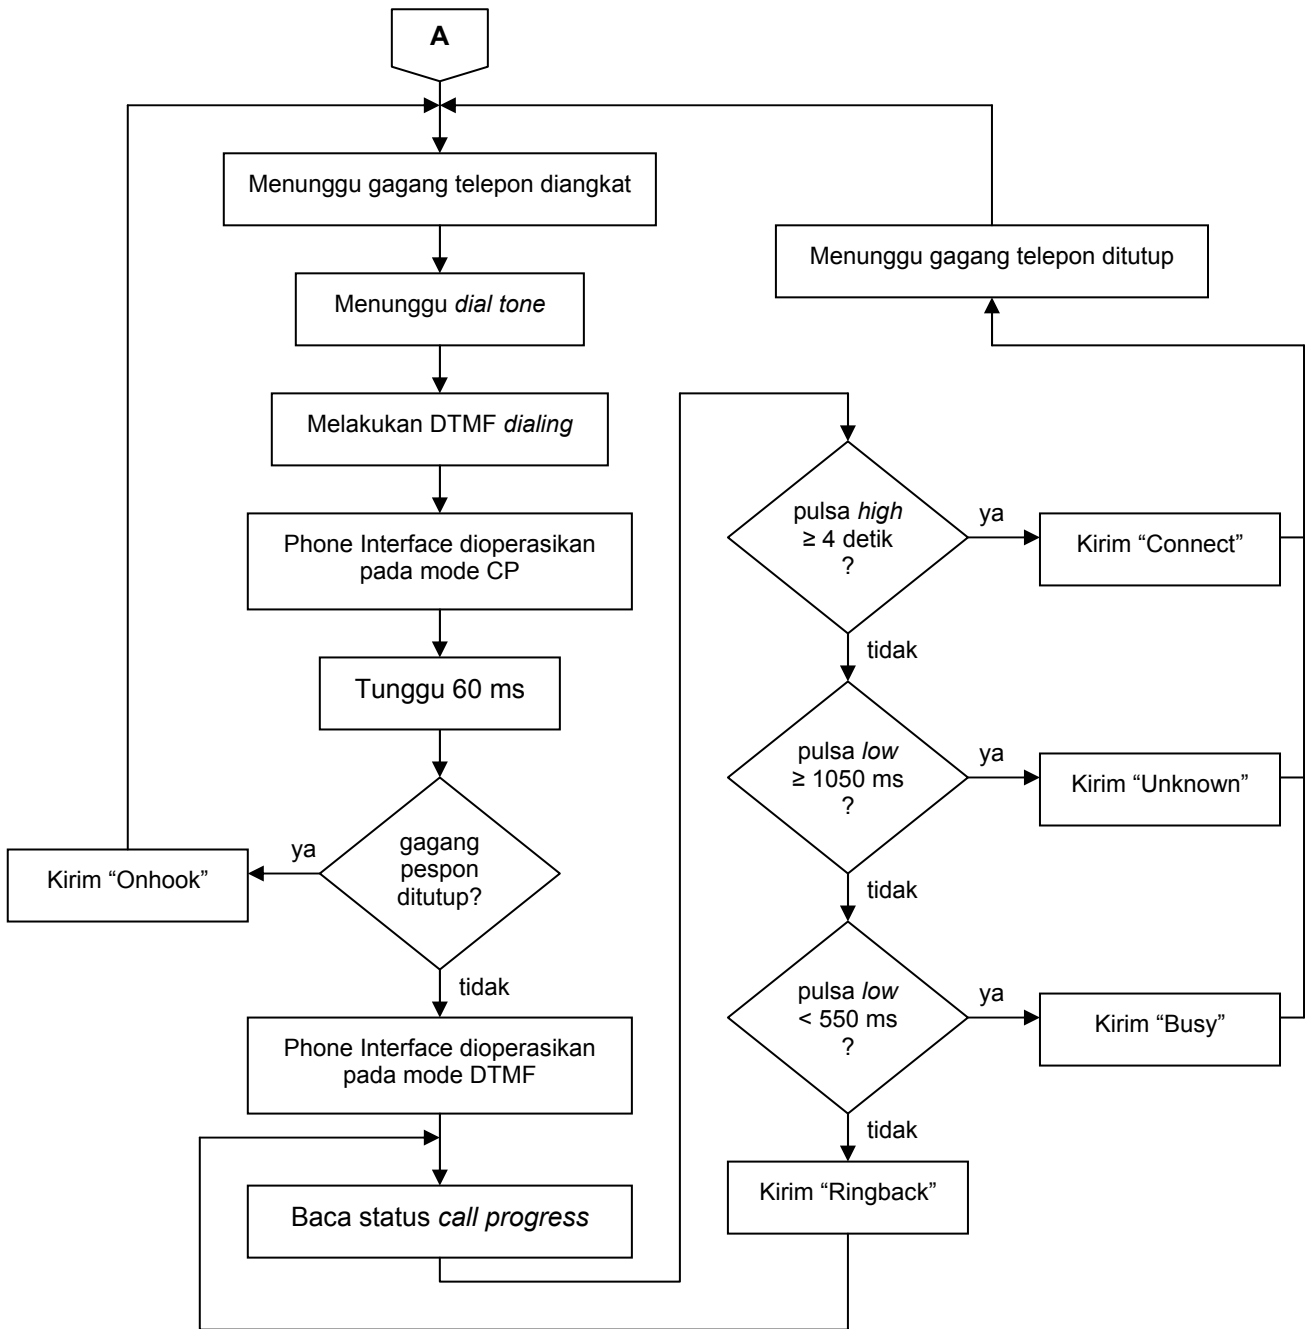 A
Menunggu gagang telepon diangkat
Menunggu dial tone
Melakukan DTMF dialing
Phone Interface dioperasikan
pada mode CP
Tunggu 60 ms
gagang
pespon
ditutup?
ya
Kirim “Onhook”
tidak
Phone Interface dioperasikan
pada mode DTMF
Baca status call progress
pulsa high
≥ 4 detik
?
ya
Kirim “Connect”
tidak
pulsa low
≥ 1050 ms
?
ya
Kirim “Unknown”
tidak
pulsa low
< 550 ms
?
ya
Kirim “Busy”
tidak
Kirim “Ringback”
Menunggu gagang telepon ditutup